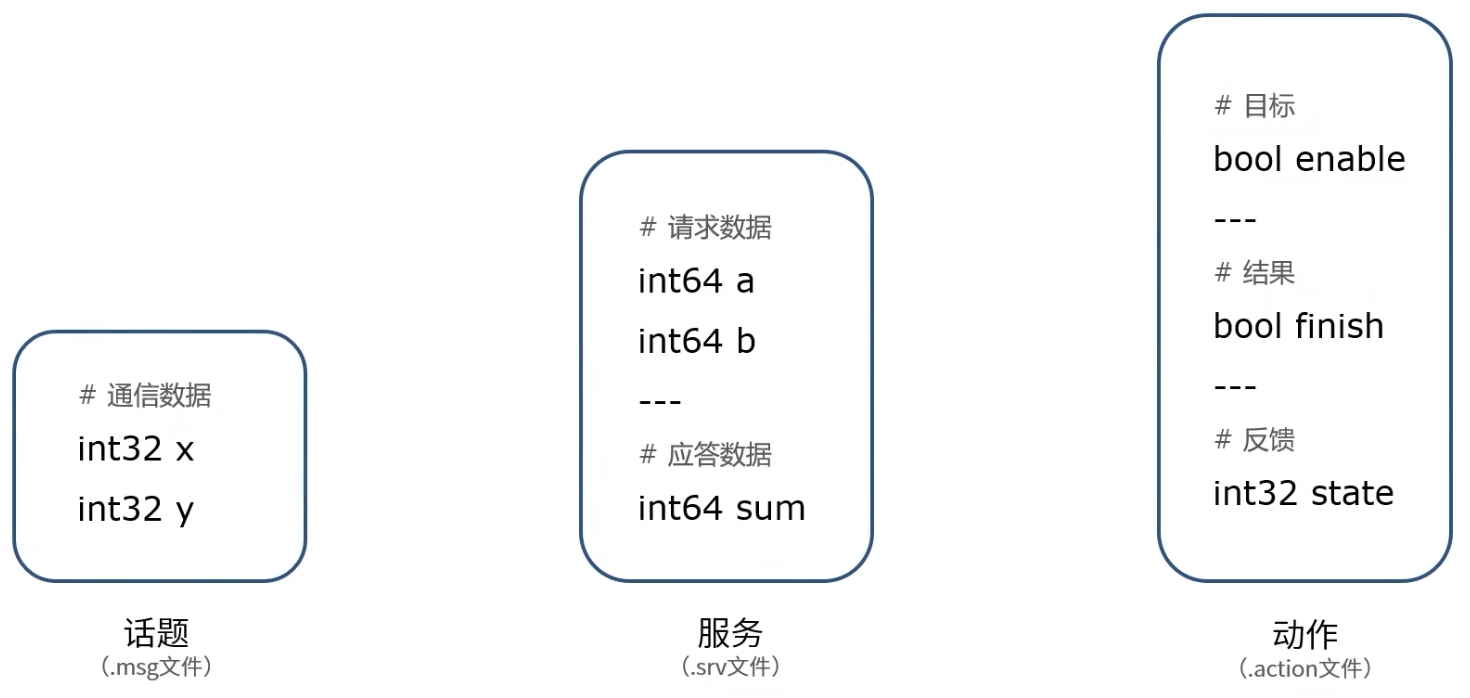 # 通信数据
int32 x
int32 y
话题
(.msg文件)
# 请求数据
int64 a
int64 b
---
# 应答数据
int64 sum
服务
(.srv文件)
# 目标
bool enable
---
# 结果
bool finish
---
# 反馈
int32 state
动作
(.action文件)